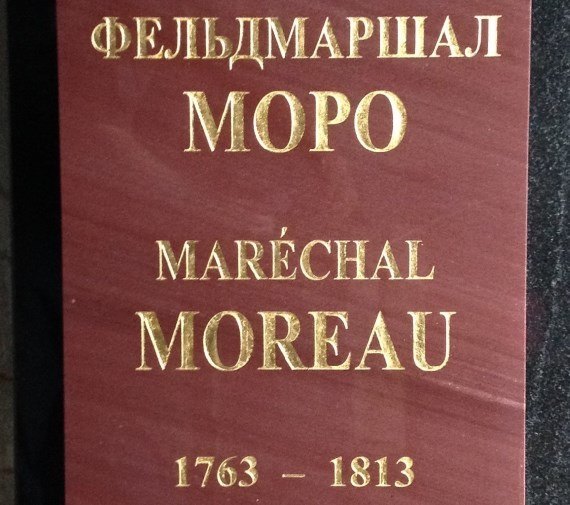 ФЕЛЬДМАРШАЛ
МОРО
MARÉCHAL
MOREAU
1763 – 1813